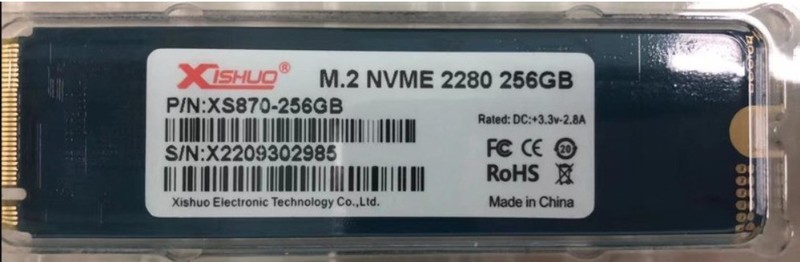 XISHUO®
M.2 NVME 2280 256GB
P/N:XS870-256GB
Rated: DC:+3.3v-2.8A
S/N:X2209302985
FC CE 20
RoHS
Xishuo Electronic Technology Co.,Ltd.
Made in China